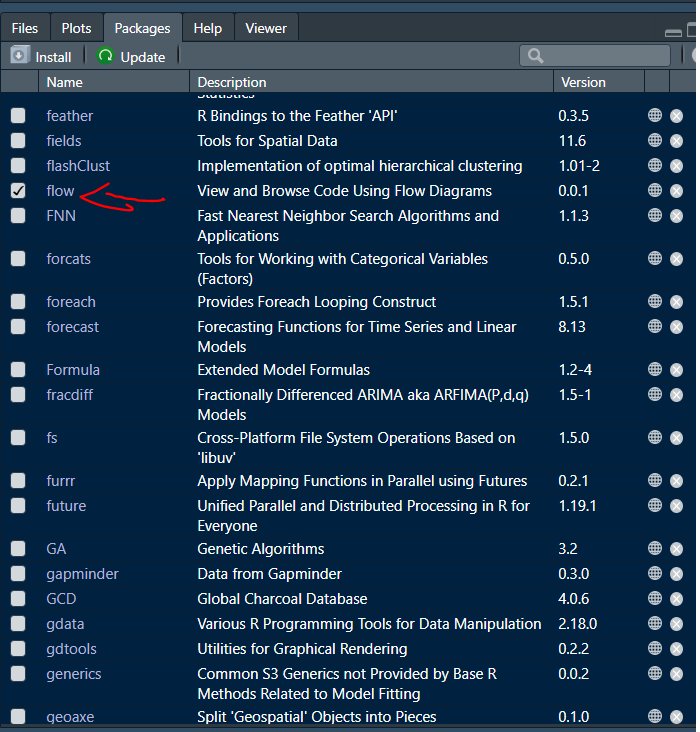 Files Plots Packages Help Viewer
Install Update
Name Description Version
Statistics
feather R Bindings to the Feather 'API' 0.3.5
fields Tools for Spatial Data 11.6
flashClust Implementation of optimal hierarchical clustering 1.01-2
flow View and Browse Code Using Flow Diagrams 0.0.1
FNN Fast Nearest Neighbor Search Algorithms and 1.1.3
Applications
forcats Tools for Working with Categorical Variables 0.5.0
(Factors)
foreach Provides Foreach Looping Construct 1.5.1
forecast Forecasting Functions for Time Series and Linear 8.13
Models
Formula Extended Model Formulas 1.2-4
fracdiff Fractionally Differenced ARIMA aka ARFIMA(P,d,q) 1.5-1
Models
fs Cross-Platform File System Operations Based on 1.5.0
'libuv'
furrr Apply Mapping Functions in Parallel using Futures 0.2.1
future Unified Parallel and Distributed Processing in R for 1.19.1
Everyone
GA Genetic Algorithms 3.2
gapminder Data from Gapminder 0.3.0
GCD Global Charcoal Database 4.0.6
gdata Various R Programming Tools for Data Manipulation 2.18.0
gdtools Utilities for Graphical Rendering 0.2.2
generics Common S3 Generics not Provided by Base R 0.0.2
Methods Related to Model Fitting
geoaxe Split 'Geospatial' Objects into Pieces 0.1.0